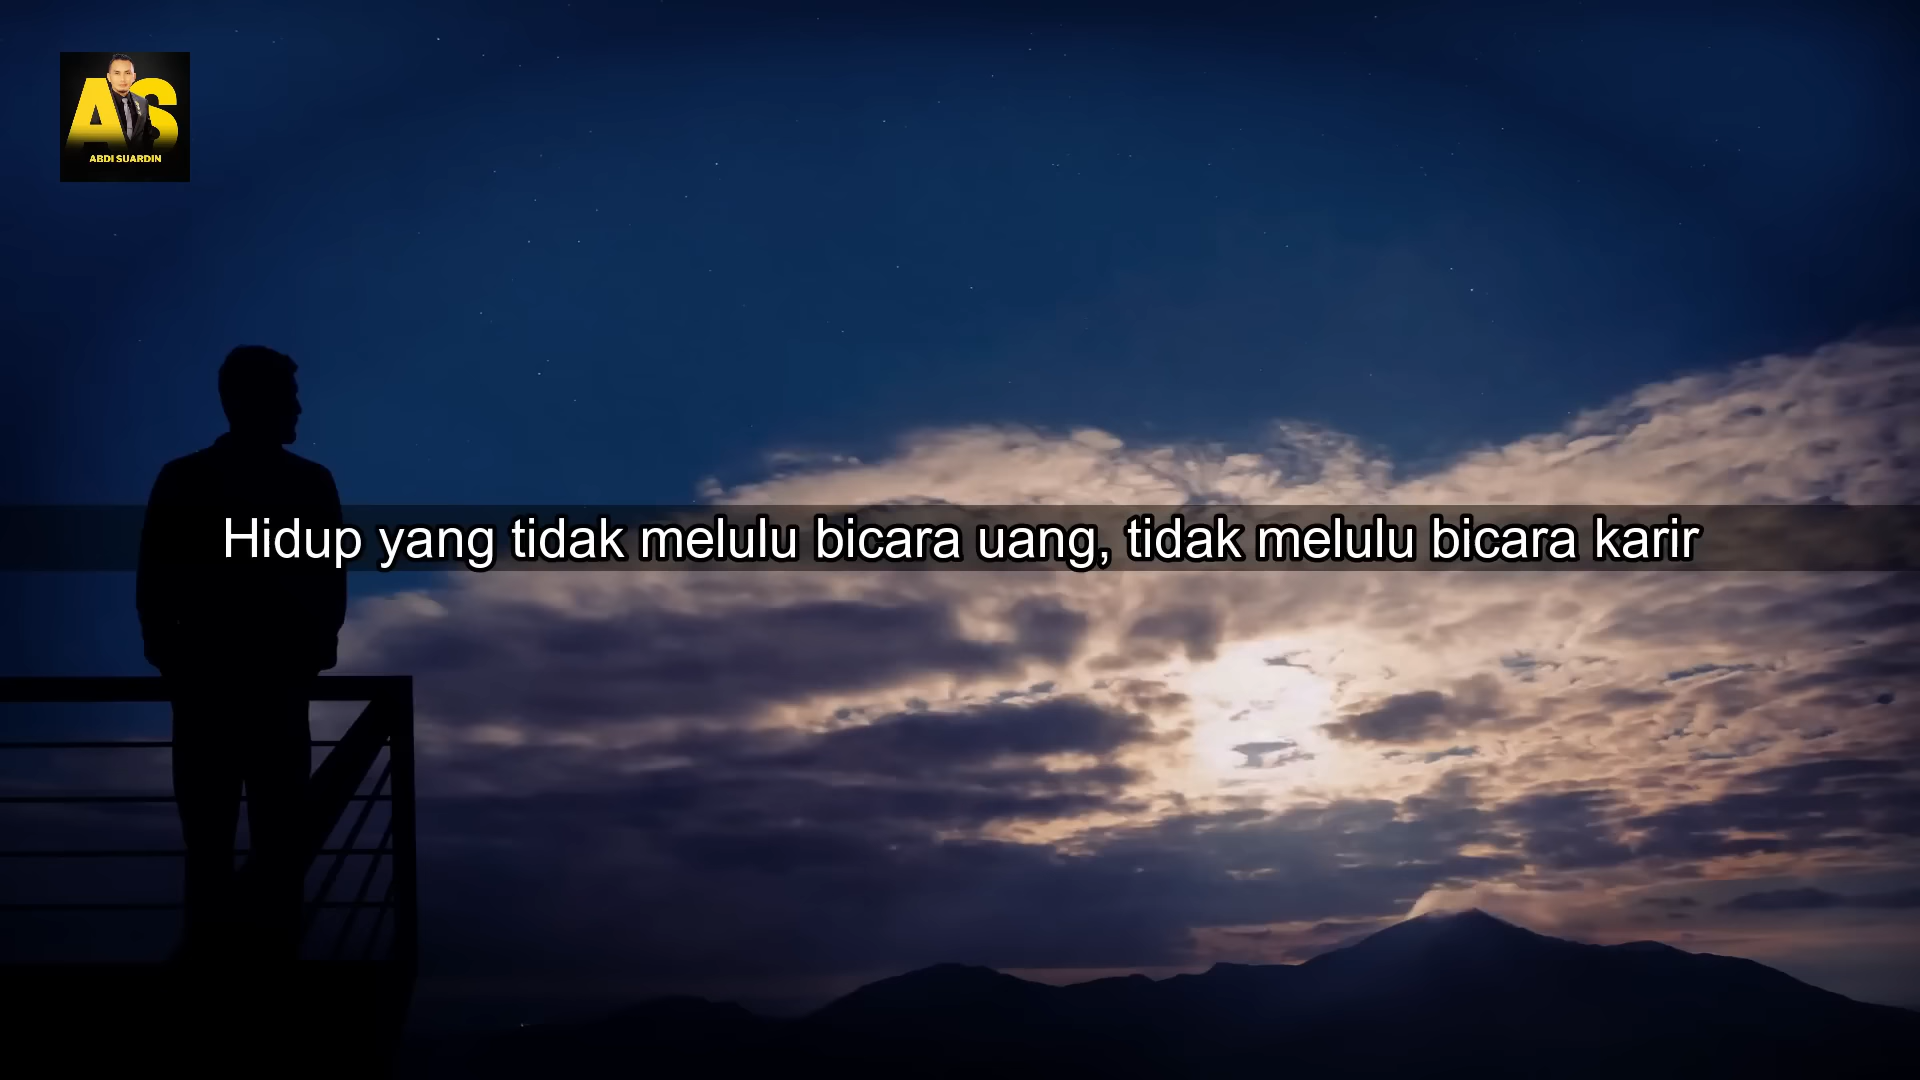 AS
ABDI SUARDIN
Hidup yang tidak melulu bicara uang, tidak melulu bicara karir